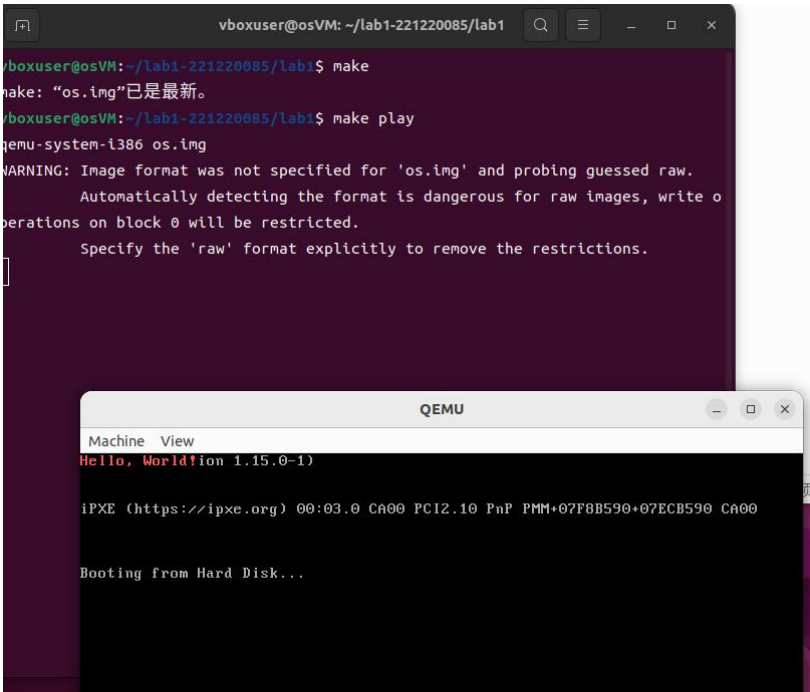 vboxuser@osVM: ~/lab1-221220085/lab1
vboxuser@osVM:~/lab1-221220085/lab1$ make
make: “os.img”已是最新。
vboxuser@osVM:~/lab1-221220085/lab1$ make play
qemu-system-i386 os.img
WARNING: Image format was not specified for 'os.img' and probing guessed raw.
Automatically detecting the format is dangerous for raw images, write o
perations on block 0 will be restricted.
Specify the 'raw' format explicitly to remove the restrictions.
QEMU
Machine View
Hello, World!ion 1.15.0-1)
iPXE (https://ipxe.org) 00:03.0 CA00 PCI2.10 PnP PMM+07F8B590+07ECB590 CA00
Booting from Hard Disk...